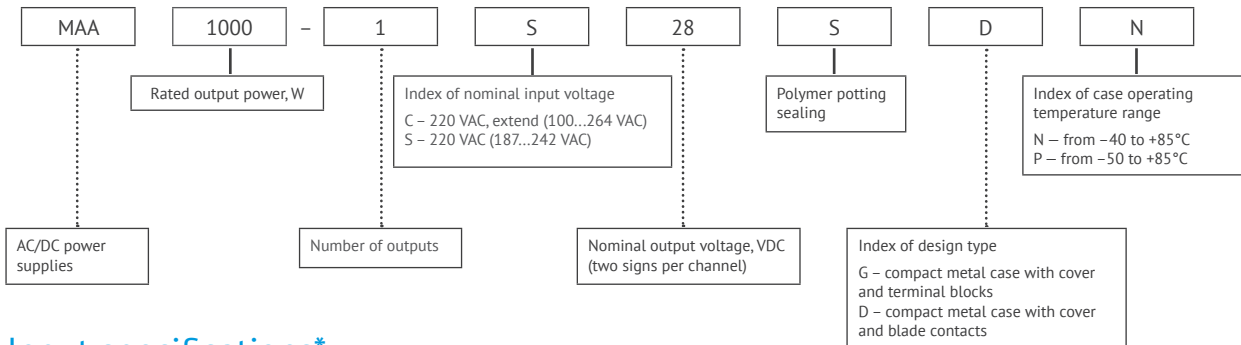 MAA 1000 – 1 S 28 S D N
Rated output power, W
Index of nominal input voltage
C – 220 VAC, extend (100...264 VAC)
S – 220 VAC (187...242 VAC)
Polymer potting
sealing
Index of case operating
temperature range
N — from –40 to +85°C
P — from –50 to +85°C
AC/DC power
supplies
Number of outputs
Nominal output voltage, VDC
(two signs per channel)
Index of design type
G – compact metal case with cover
and terminal blocks
D – compact metal case with cover
and blade contacts